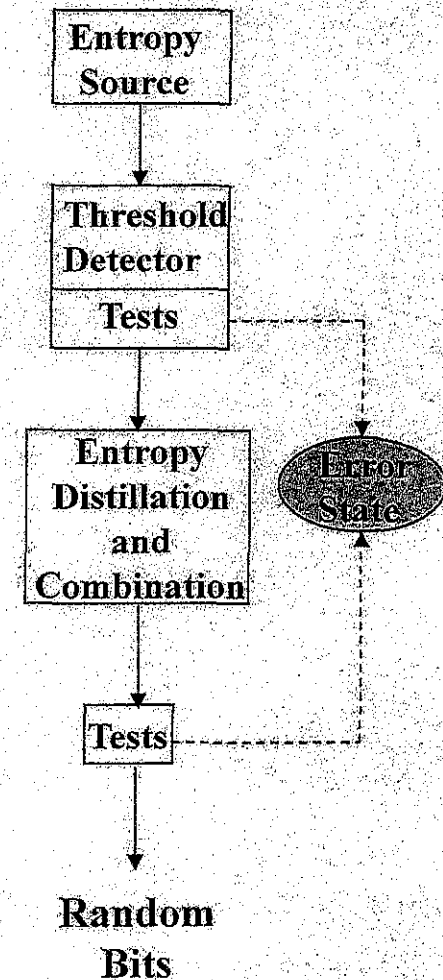 Entropy
Source
Threshold
Detector
Tests
Entropy
Distillation
and
Combination
Error
State
Tests
Random
Bits